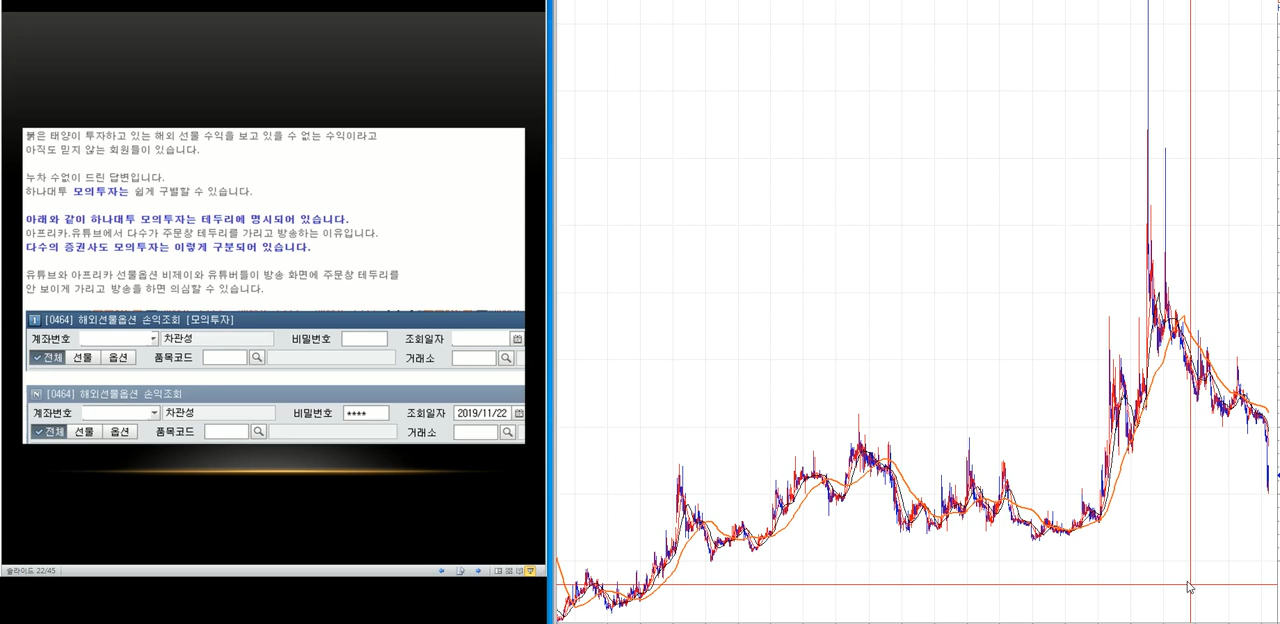 붉은 태양이 투자하고 있는 해외 선물 수익을 보고 있을 수 없는 수익이라고
아직도 믿지 않는 회원들이 있습니다.
누차 수없이 드린 답변입니다.
하나대투 모의투자는 쉽게 구별할 수 있습니다.
아래와 같이 하나대투 모의투자는 테두리에 명시되어 있습니다.
아프리카.유튜브에서 다수가 주문창 테두리를 가리고 방송하는 이유입니다.
다수의 증권사도 모의투자는 이렇게 구분되어 있습니다.
유튜브와 아프리카 선물옵션 비제이와 유튜버들이 방송 화면에 주문창 테두리를
안 보이게 가리고 방송을 하면 의심할 수 있습니다.
[0464] 해외선물옵션 손익조회 [모의투자]
계좌번호 차관성 비밀번호 조회일자
전체 선물 옵션 품목코드 거래소
[0464] 해외선물옵션 손익조회
계좌번호 차관성 비밀번호 **** 조회일자 2019/11/22
전체 선물 옵션 품목코드 거래소
슬라이드 22/45